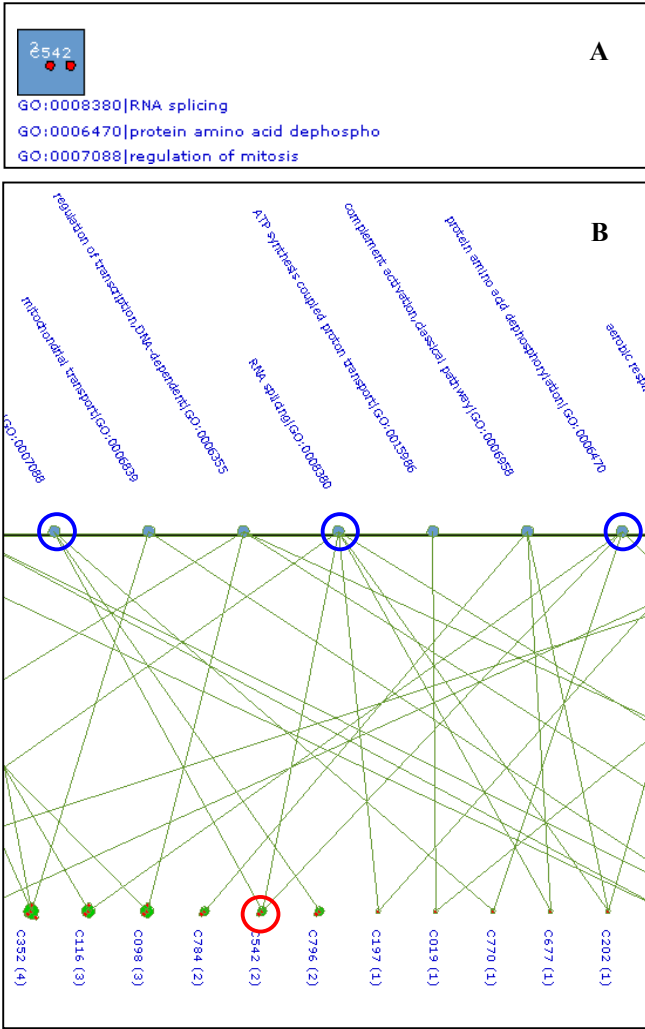 A
2
C542
GO:0008380|RNA splicing
GO:0006470|protein amino acid dephospho
GO:0007088|regulation of mitosis
B
GO:0007088
mitochondrial transport|GO:0006839
regulation of transcription,DNA-dependent|GO:0006355
RNA splicing|GO:0008380
ATP synthesis coupled proton transport|GO:0015986
complement activation,classical pathway|GO:0006958
protein amino acid dephosphorylation|GO:0006470
aerobic respi
C352 (4)
C116 (3)
C098 (3)
C784 (2)
C542 (2)
C796 (2)
C197 (1)
C019 (1)
C770 (1)
C677 (1)
C202 (1)